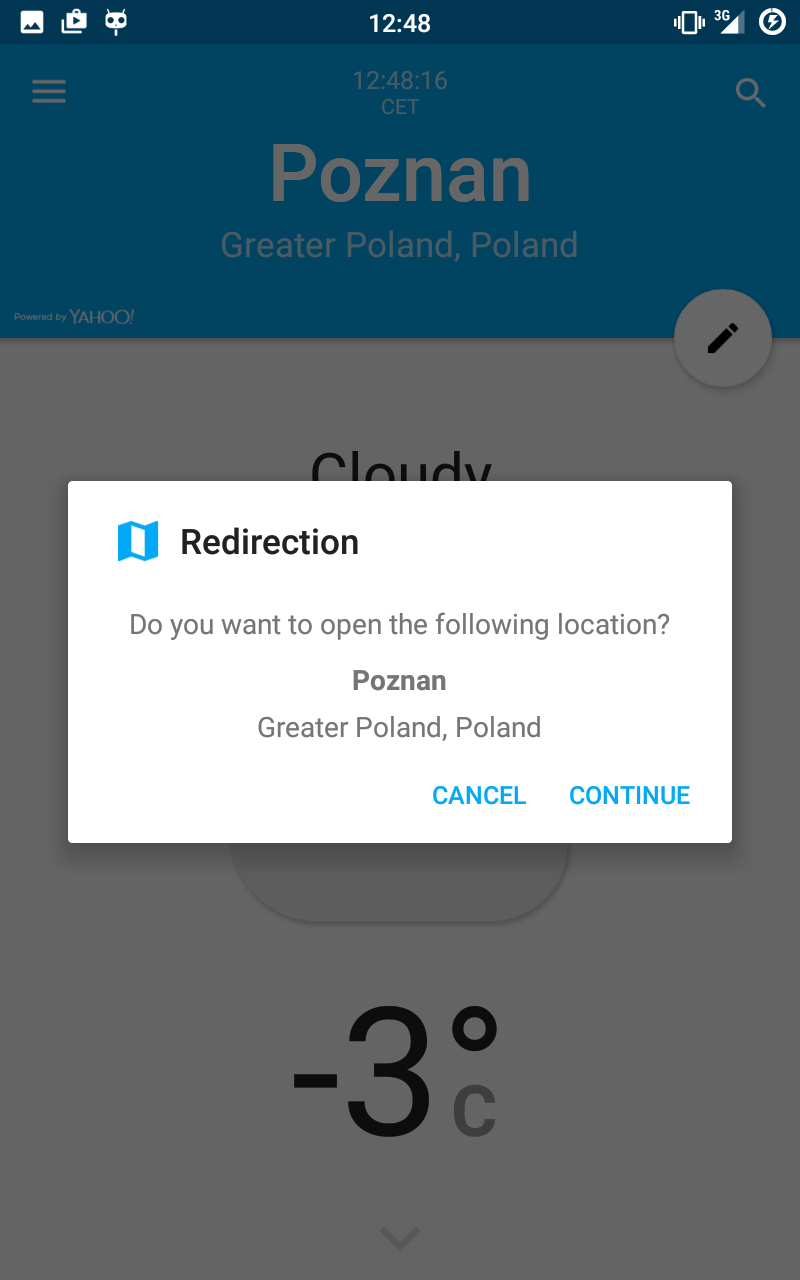 12:48
3G
12:48:16
CET
Poznan
Greater Poland, Poland
Powered by YAHOO!
Cloudy
Redirection
Do you want to open the following location?
Poznan
Greater Poland, Poland
CANCEL CONTINUE
-3°
C